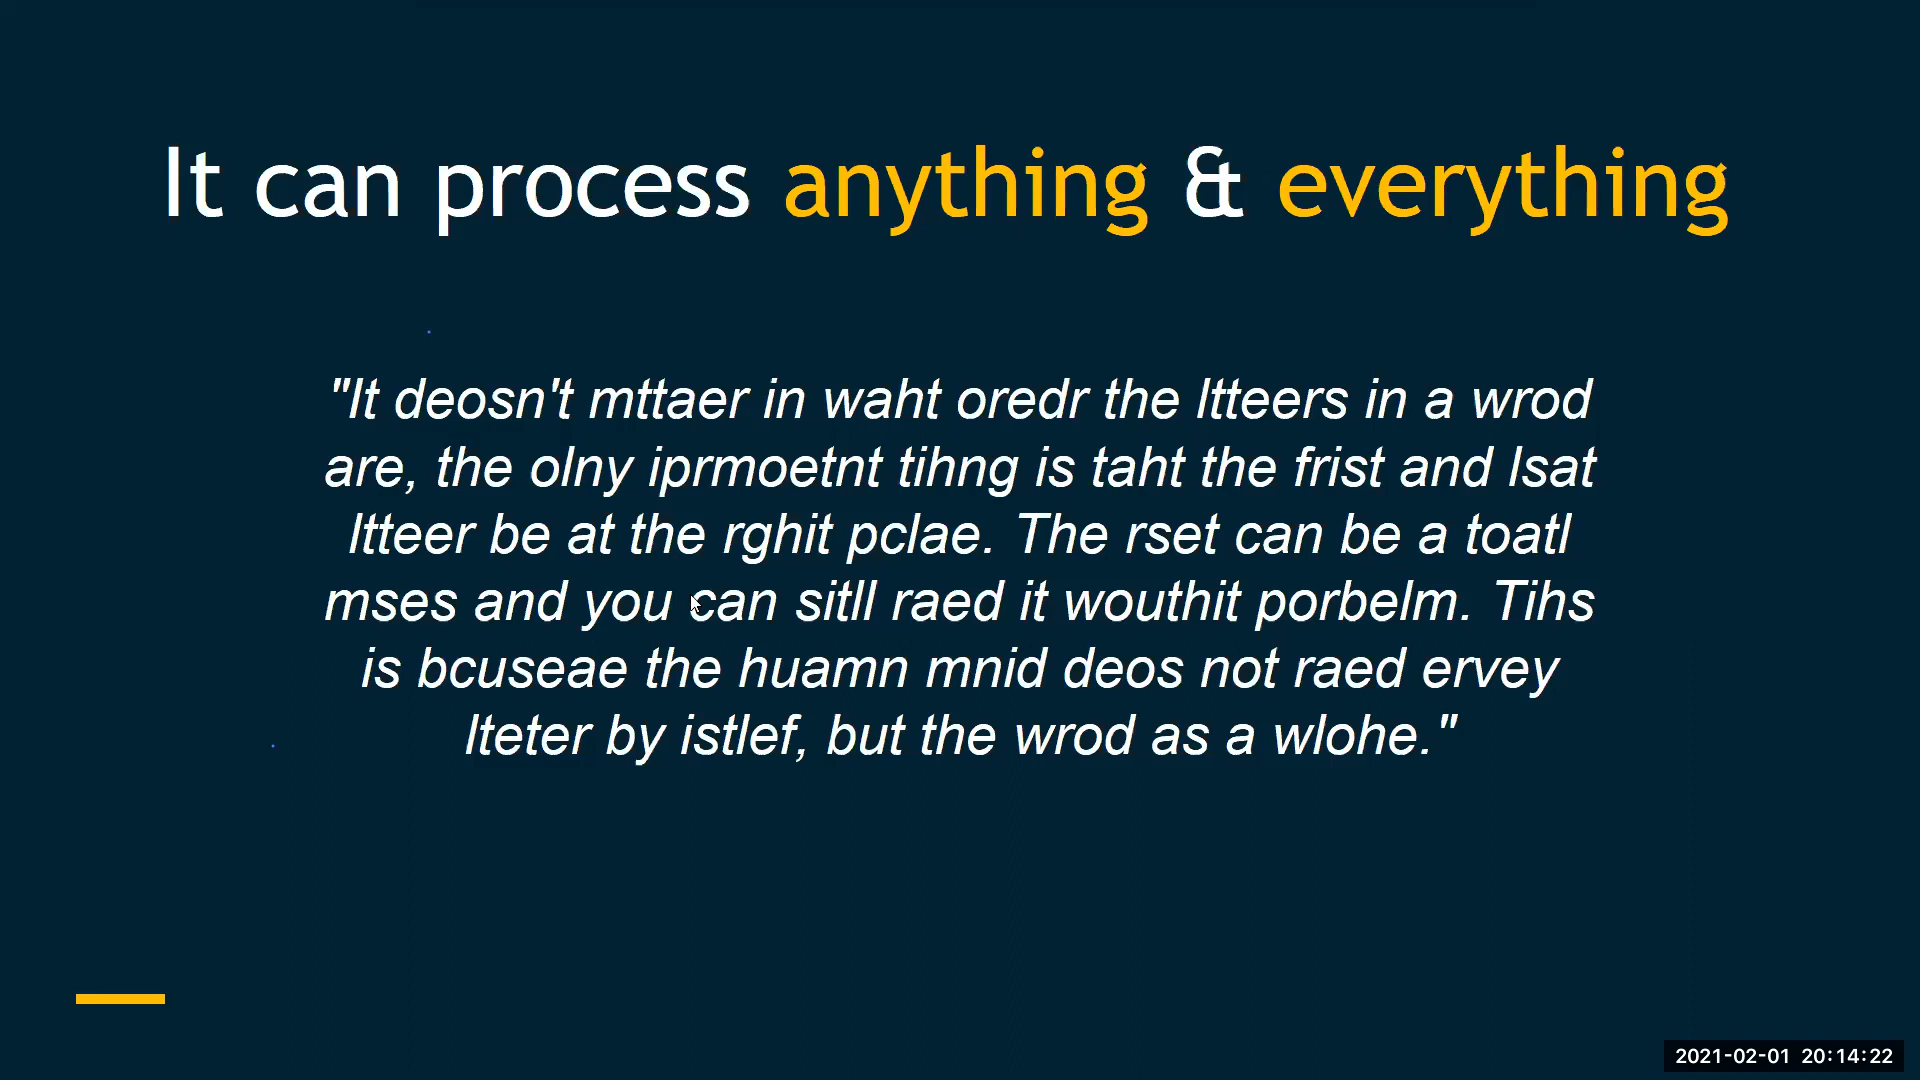 It can process anything & everything
"It deosn't mttaer in waht oredr the ltteers in a wrod
are, the olny iprmoetnt tihng is taht the frist and lsat
ltteer be at the rghit pclae. The rset can be a toatl
mses and you can sitll raed it wouthit porbelm. Tihs
is bcuseae the huamn mnid deos not raed ervey
lteter by istlef, but the wrod as a wlohe."
2021-02-01 20:14:22